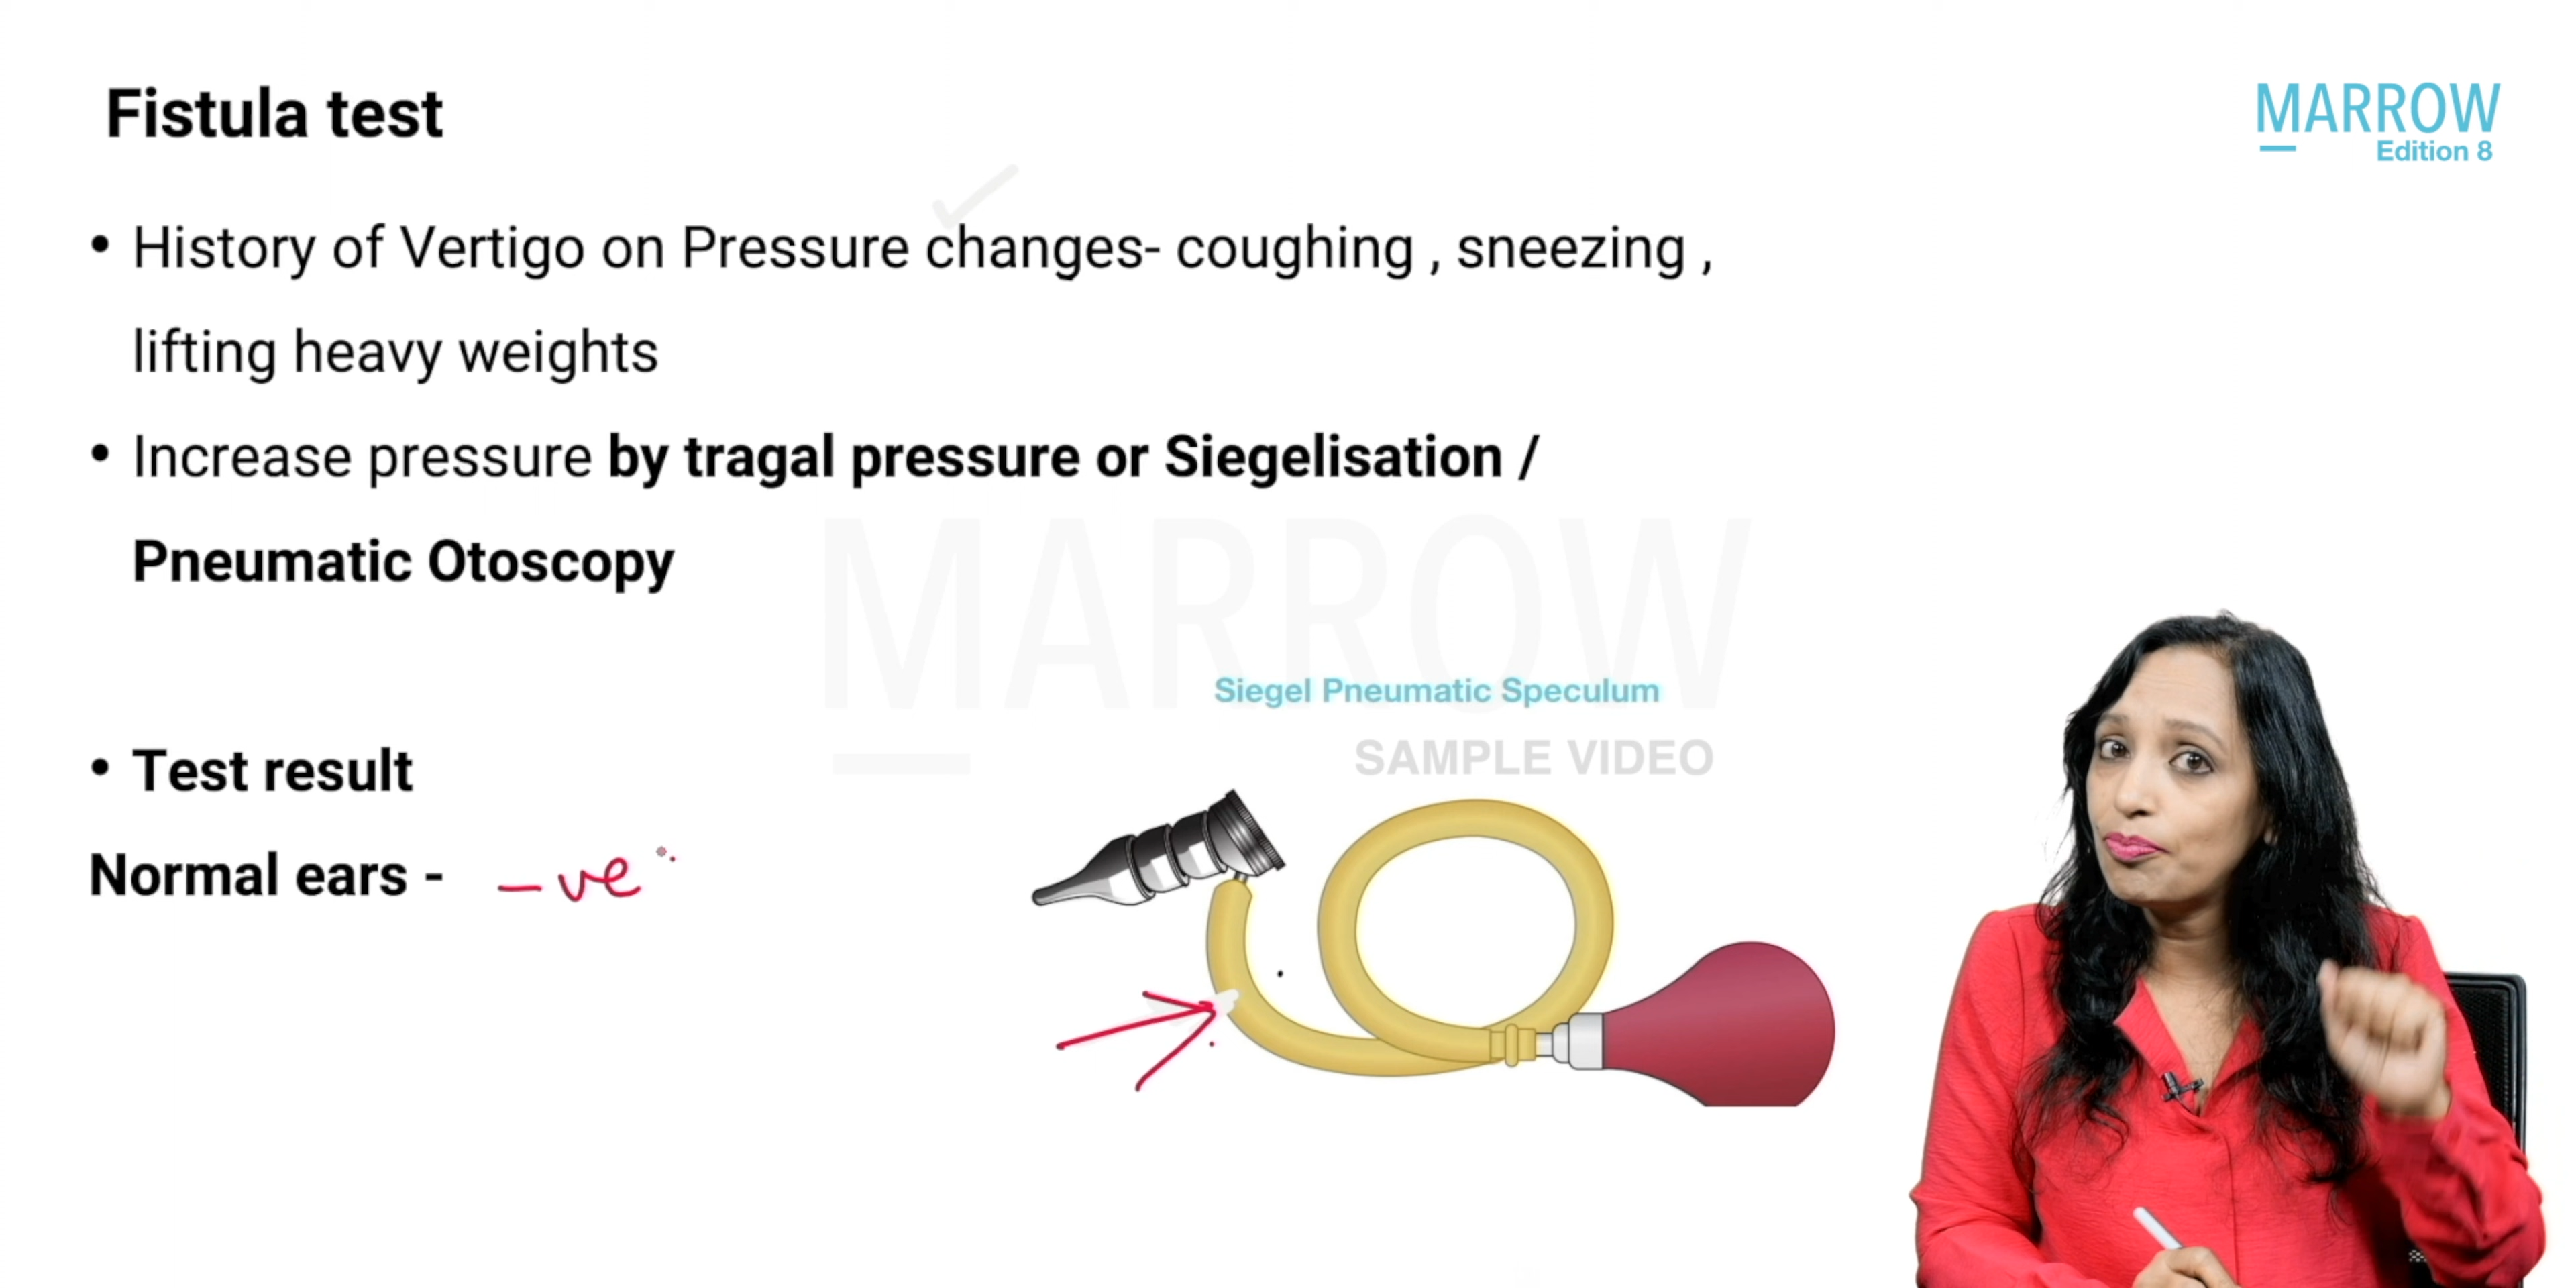 Fistula test
MARROW
Edition 8
• History of Vertigo on Pressure changes- coughing , sneezing ,
lifting heavy weights
• Increase pressure by tragal pressure or Siegelisation /
Pneumatic Otoscopy
MARROW
Siegel Pneumatic Speculum
SAMPLE VIDEO
• Test result
Normal ears - -ve